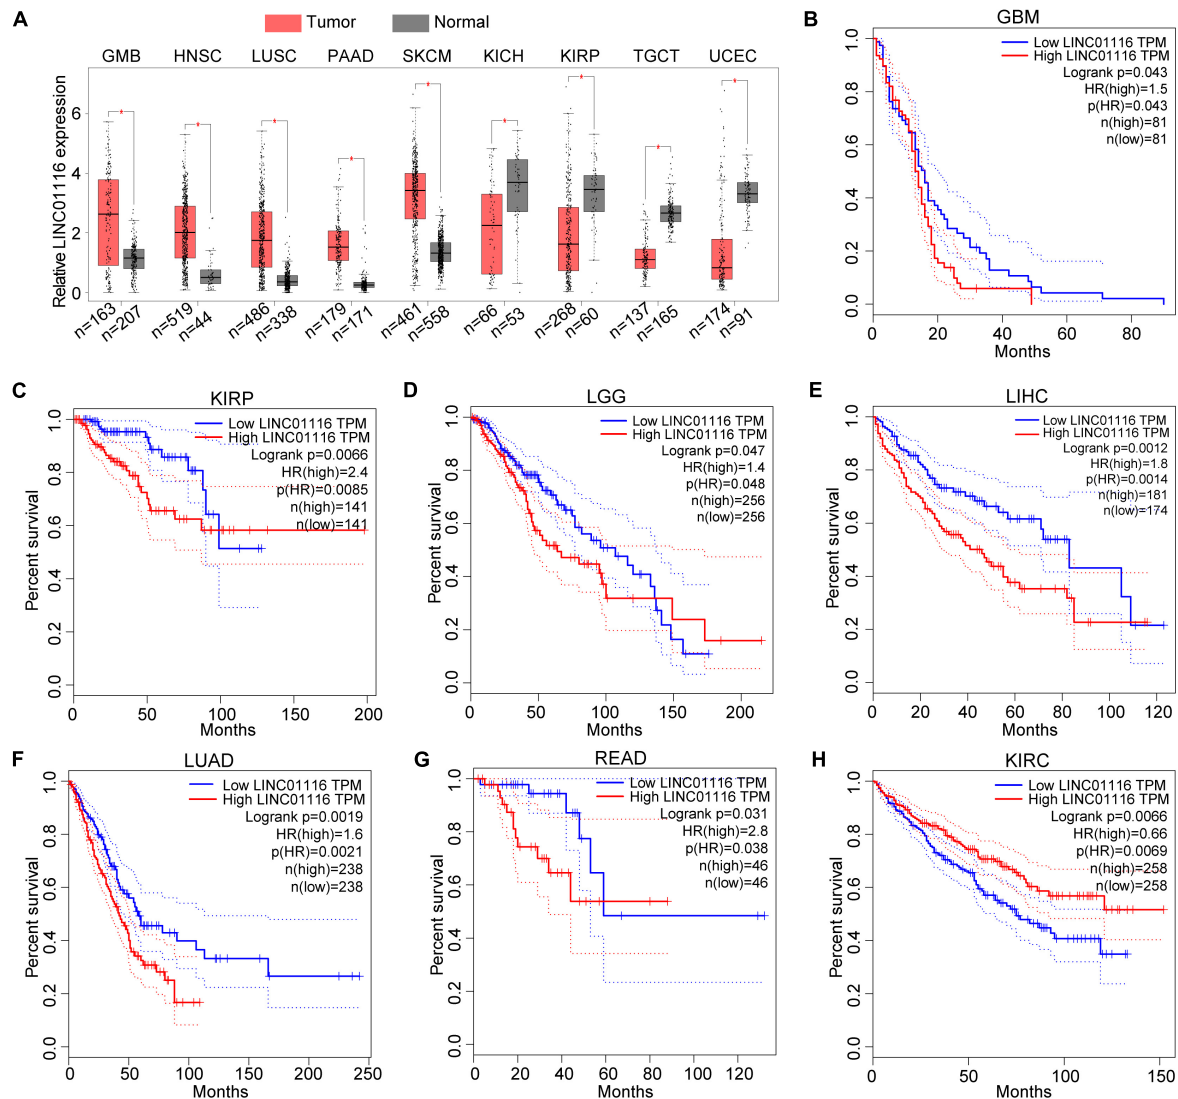 A
Tumor
Normal
GMB HNSC LUSC PAAD SKCM KICH KIRP TGCT UCEC
Relative LINC01116 expression
6
4
2
0
* * * * * * * * *
n=163 n=519 n=486 n=179 n=461 n=66 n=268 n=137 n=174
n=207 n=44 n=338 n=171 n=558 n=53 n=60 n=165 n=91
B
GBM
Low LINC01116 TPM
High LINC01116 TPM
Logrank p=0.043
HR(high)=1.5
p(HR)=0.043
n(high)=81
n(low)=81
1.0
0.8
0.6
0.4
0.2
0.0
0 20 40 60 80
Months
C
KIRP
Low LINC01116 TPM
High LINC01116 TPM
Logrank p=0.0066
HR(high)=2.4
p(HR)=0.0085
n(high)=141
n(low)=141
Percent survival
1.0
0.8
0.6
0.4
0.2
0.0
0 50 100 150 200
Months
D
LGG
Low LINC01116 TPM
High LINC01116 TPM
Logrank p=0.047
HR(high)=1.4
p(HR)=0.048
n(high)=256
n(low)=256
Percent survival
1.0
0.8
0.6
0.4
0.2
0.0
0 50 100 150 200
Months
E
LIHC
Low LINC01116 TPM
High LINC01116 TPM
Logrank p=0.0012
HR(high)=1.8
p(HR)=0.0014
n(high)=181
n(low)=174
Percent survival
1.0
0.8
0.6
0.4
0.2
0.0
0 20 40 60 80 100 120
Months
F
LUAD
Low LINC01116 TPM
High LINC01116 TPM
Logrank p=0.0019
HR(high)=1.6
p(HR)=0.0021
n(high)=238
n(low)=238
Percent survival
1.0
0.8
0.6
0.4
0.2
0.0
0 50 100 150 200 250
Months
G
READ
Low LINC01116 TPM
High LINC01116 TPM
Logrank p=0.031
HR(high)=2.8
p(HR)=0.038
n(high)=46
n(low)=46
Percent survival
1.0
0.8
0.6
0.4
0.2
0.0
0 20 40 60 80 100 120
Months
H
KIRC
Low LINC01116 TPM
High LINC01116 TPM
Logrank p=0.0066
HR(high)=0.66
p(HR)=0.0069
n(high)=258
n(low)=258
Percent survival
1.0
0.8
0.6
0.4
0.2
0.0
0 50 100 150
Months